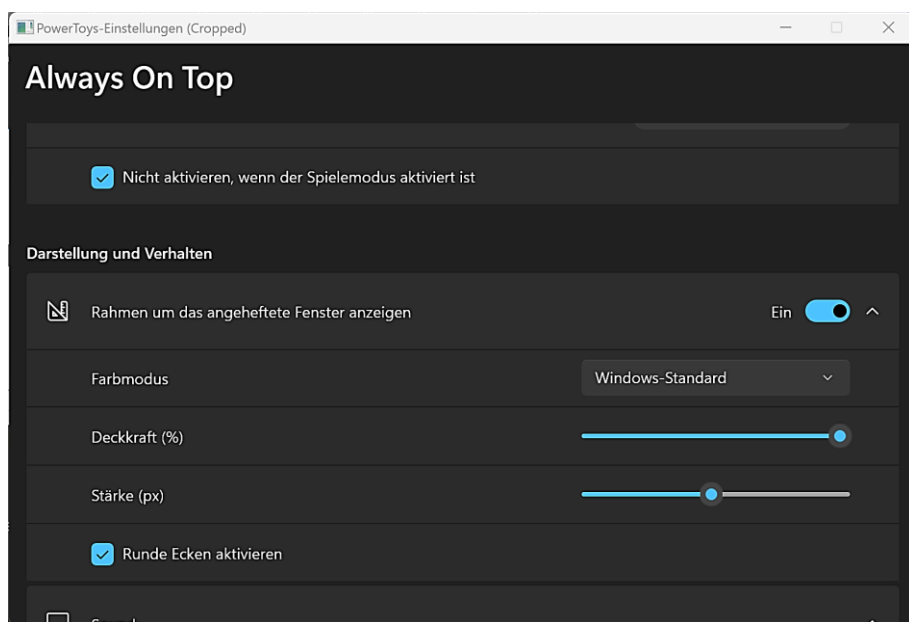 PowerToys-Einstellungen (Cropped)
Always On Top
Nicht aktivieren, wenn der Spielemodus aktiviert ist
Darstellung und Verhalten
Rahmen um das angeheftete Fenster anzeigen
Ein
Farbmodus
Windows-Standard
Deckkraft (%)
Stärke (px)
Runde Ecken aktivieren